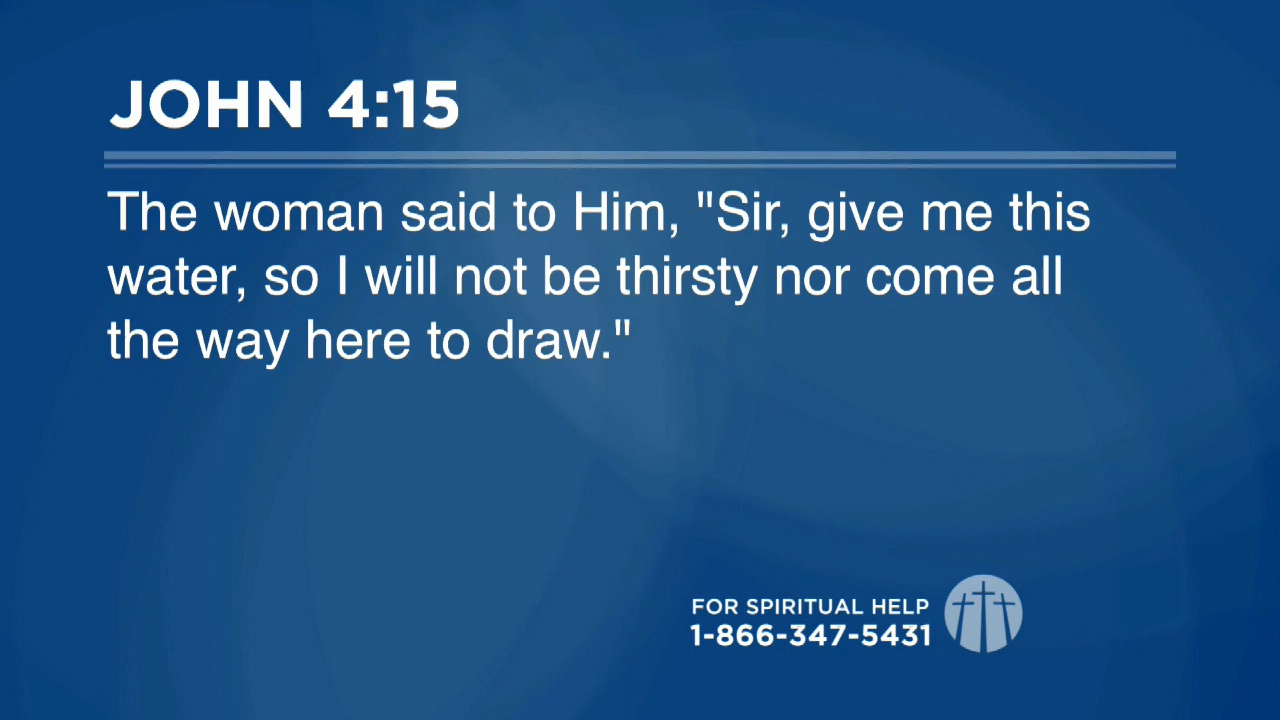 JOHN 4:15
The woman said to Him, "Sir, give me this
water, so I will not be thirsty nor come all
the way here to draw."
FOR SPIRITUAL HELP
1-866-347-5431